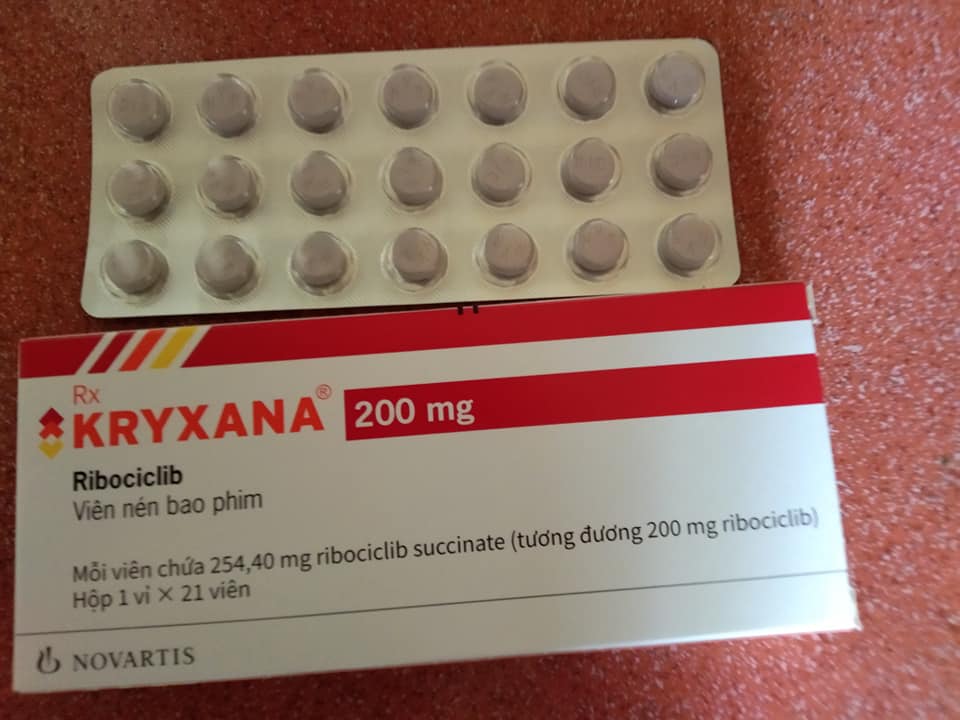 Rx
KRYXANA® 200 mg
Ribociclib
Viên nén bao phim
Mỗi viên chứa 254,40 mg ribociclib succinate (tương đương 200 mg ribociclib)
Hộp 1 vỉ × 21 viên
NOVARTIS